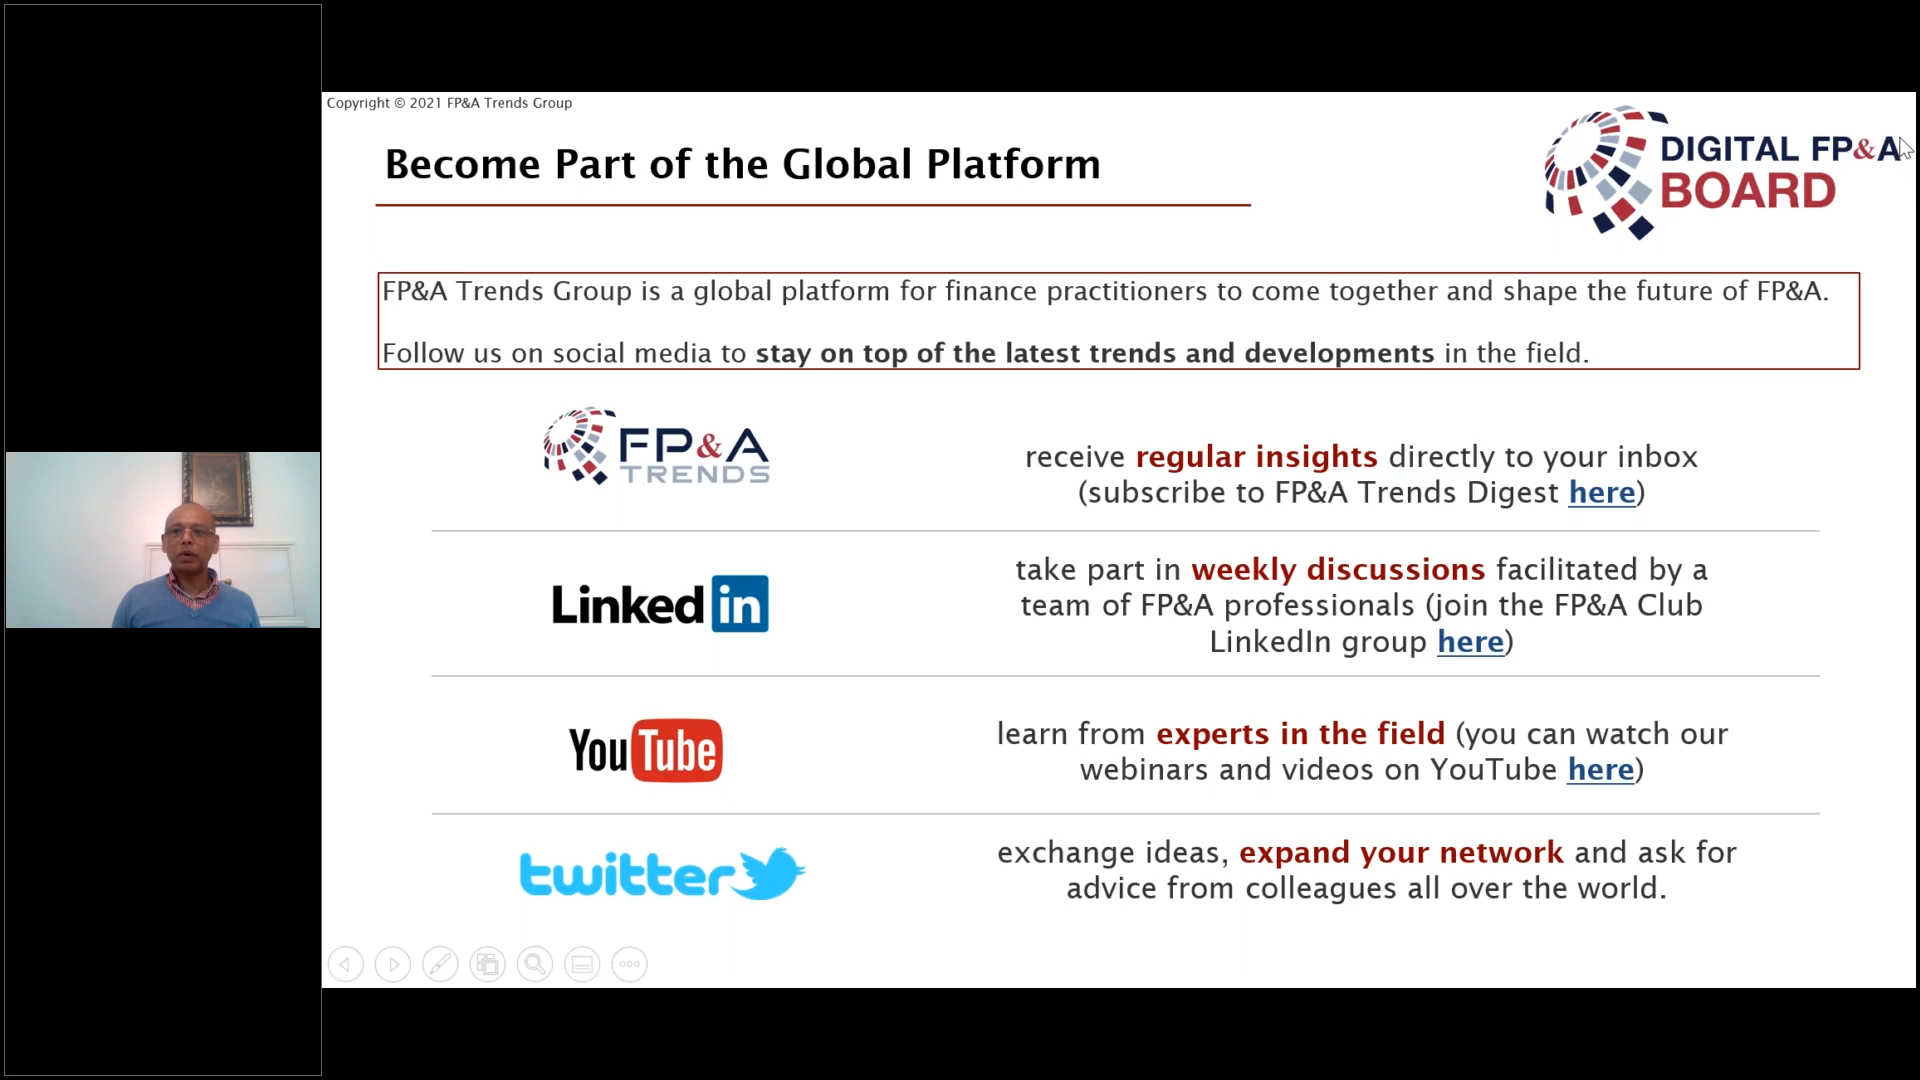 Copyright © 2021 FP&A Trends Group
Become Part of the Global Platform
DIGITAL FP&A
BOARD
FP&A Trends Group is a global platform for finance practitioners to come together and shape the future of FP&A.
Follow us on social media to stay on top of the latest trends and developments in the field.
FP&A
TRENDS
receive regular insights directly to your inbox
(subscribe to FP&A Trends Digest here)
Linked in
take part in weekly discussions facilitated by a
team of FP&A professionals (join the FP&A Club
LinkedIn group here)
YouTube
learn from experts in the field (you can watch our
webinars and videos on YouTube here)
twitter
exchange ideas, expand your network and ask for
advice from colleagues all over the world.